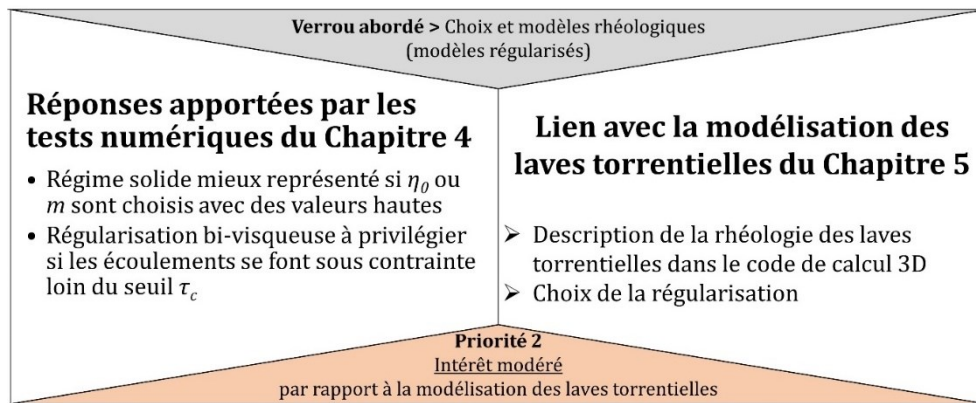 Verrou abordé > Choix et modèles rhéologiques
(modèles régularisés)
Réponses apportées par les
tests numériques du Chapitre 4
• Régime solide mieux représenté si η₀ ou
m sont choisis avec des valeurs hautes
• Régularisation bi-visqueuse à privilégier
si les écoulements se font sous contrainte
loin du seuil τc
Lien avec la modélisation des
laves torrentielles du Chapitre 5
➢ Description de la rhéologie des laves
torrentielles dans le code de calcul 3D
➢ Choix de la régularisation
Priorité 2
Intérêt modéré
par rapport à la modélisation des laves torrentielles